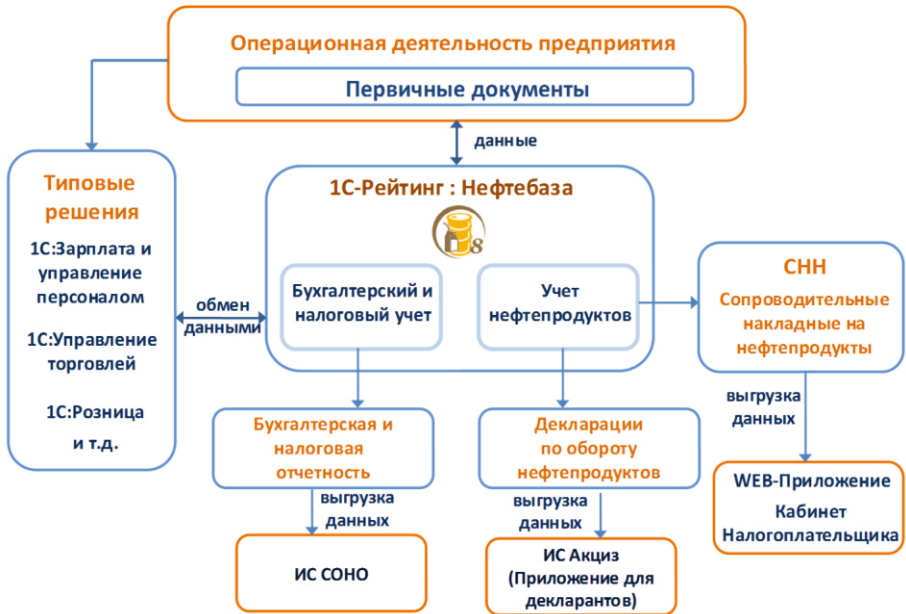 Операционная деятельность предприятия
Первичные документы
данные
Типовые
решения
1С:Зарплата и
управление
персоналом
1С:Управление
торговлей
1С:Розница
и т.д.
обмен
данными
1С-Рейтинг : Нефтебаза
8
Бухгалтерский и
налоговый учет
Учет
нефтепродуктов
СНН
Сопроводительные
накладные на
нефтепродукты
Бухгалтерская и
налоговая
отчетность
Декларации
по обороту
нефтепродуктов
выгрузка
данных
WEB-Приложение
Кабинет
Налогоплательщика
выгрузка
данных
выгрузка
данных
ИС СОНО
ИС Акциз
(Приложение для
декларантов)